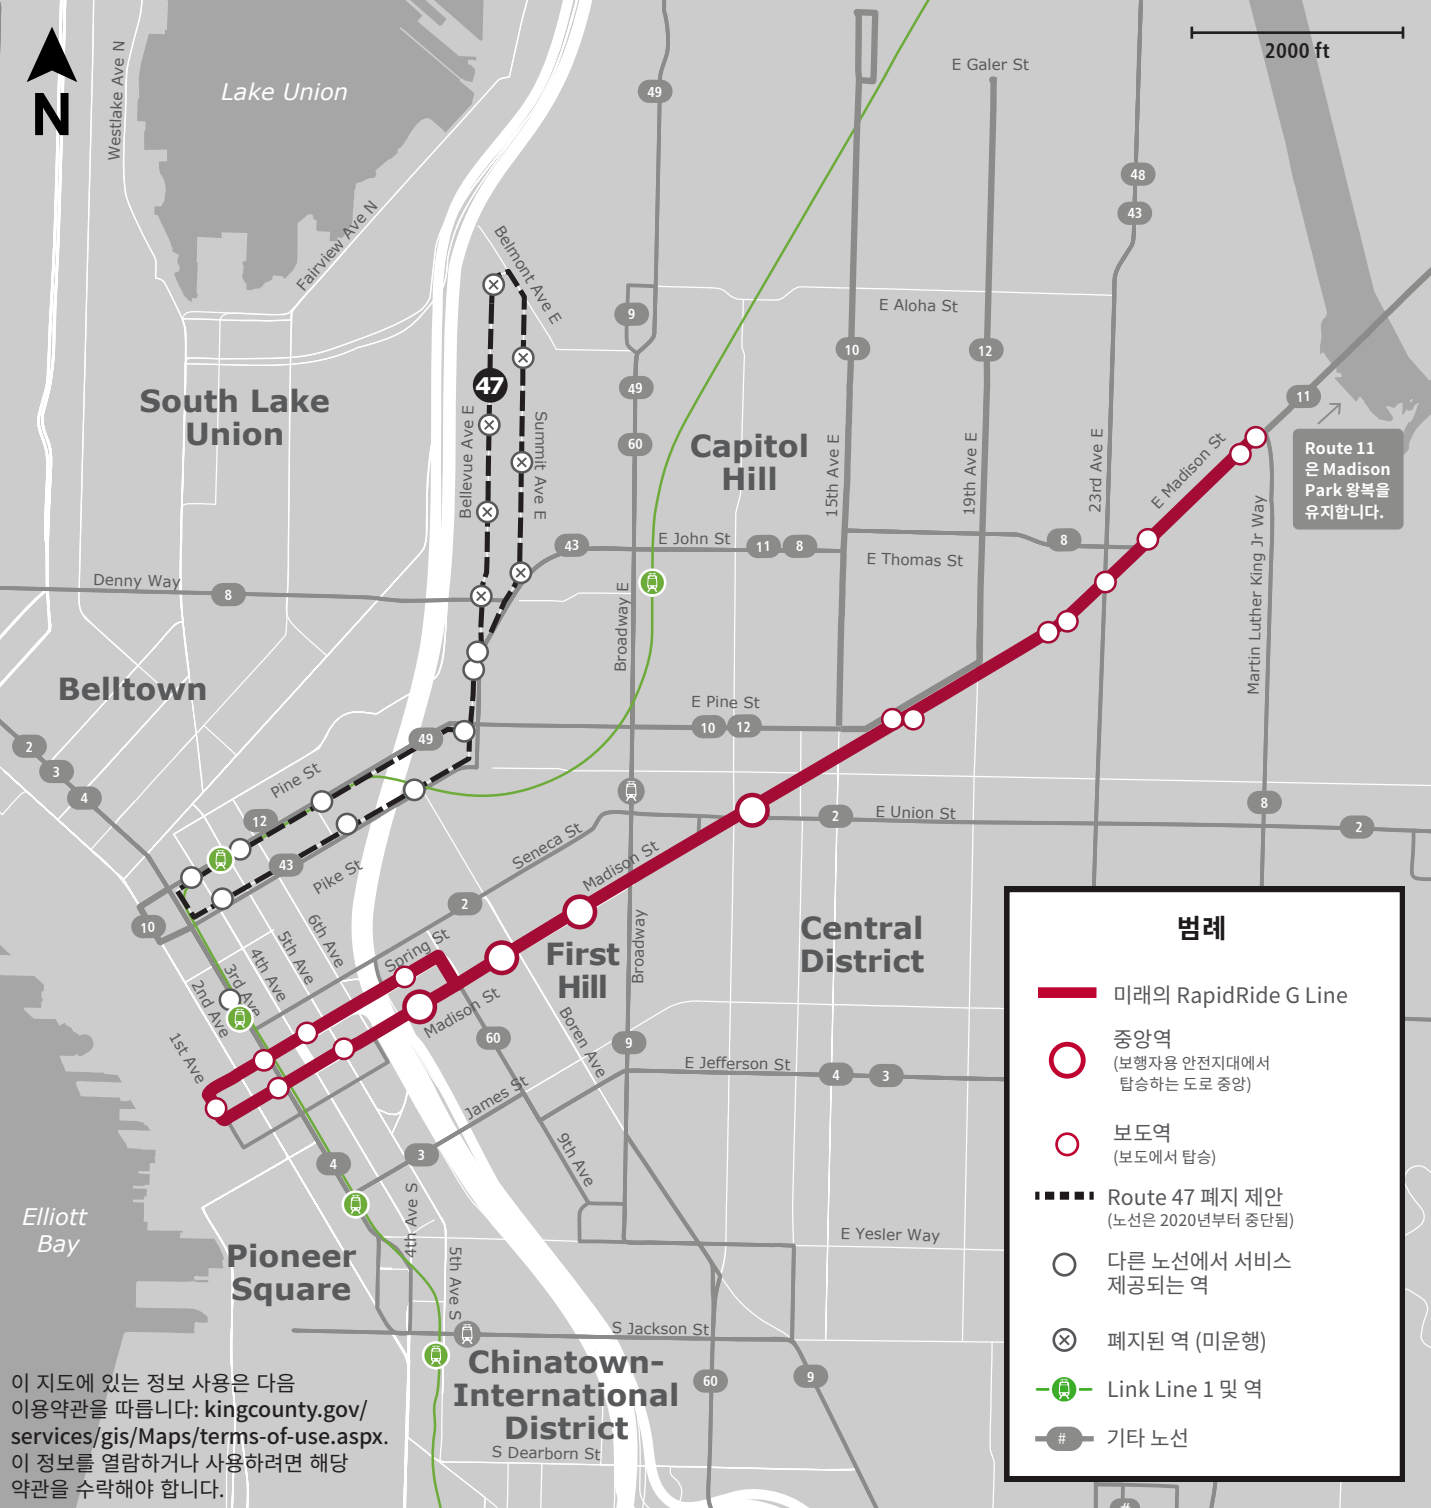 N
2000 ft
Lake Union
Westlake Ave N
Fairview Ave N
E Galer St
49
48
43
Belmont Ave E
E Aloha St
9
10
12
49
47
11
South Lake
Union
Bellevue Ave E
Summit Ave E
60
Capitol
Hill
15th Ave E
19th Ave E
23rd Ave E
E Madison St
Route 11
은 Madison
Park 왕복을
유지합니다.
43
E John St
11
8
E Thomas St
8
Martin Luther King Jr Way
Denny Way
8
Broadway E
Belltown
E Pine St
10
12
49
2
3
4
Pine St
12
8
2
E Union St
2
43
Pike St
Seneca St
Madison St
2
10
6th Ave
5th Ave
4th Ave
3rd Ave
2nd Ave
1st Ave
Spring St
First
Hill
Broadway
Central
District
Madison St
60
Boren Ave
9
E Jefferson St
4
3
James St
9th Ave
4
3
4th Ave S
5th Ave S
E Yesler Way
Elliott
Bay
Pioneer
Square
S Jackson St
Chinatown-
International
District
60
9
S Dearborn St
이 지도에 있는 정보 사용은 다음
이용약관을 따릅니다: kingcounty.gov/
services/gis/Maps/terms-of-use.aspx.
이 정보를 열람하거나 사용하려면 해당
약관을 수락해야 합니다.
범례
미래의 RapidRide G Line
중앙역
(보행자용 안전지대에서
탑승하는 도로 중앙)
보도역
(보도에서 탑승)
Route 47 폐지 제안
(노선은 2020년부터 중단됨)
다른 노선에서 서비스
제공되는 역
폐지된 역 (미운행)
Link Line 1 및 역
# 기타 노선
#